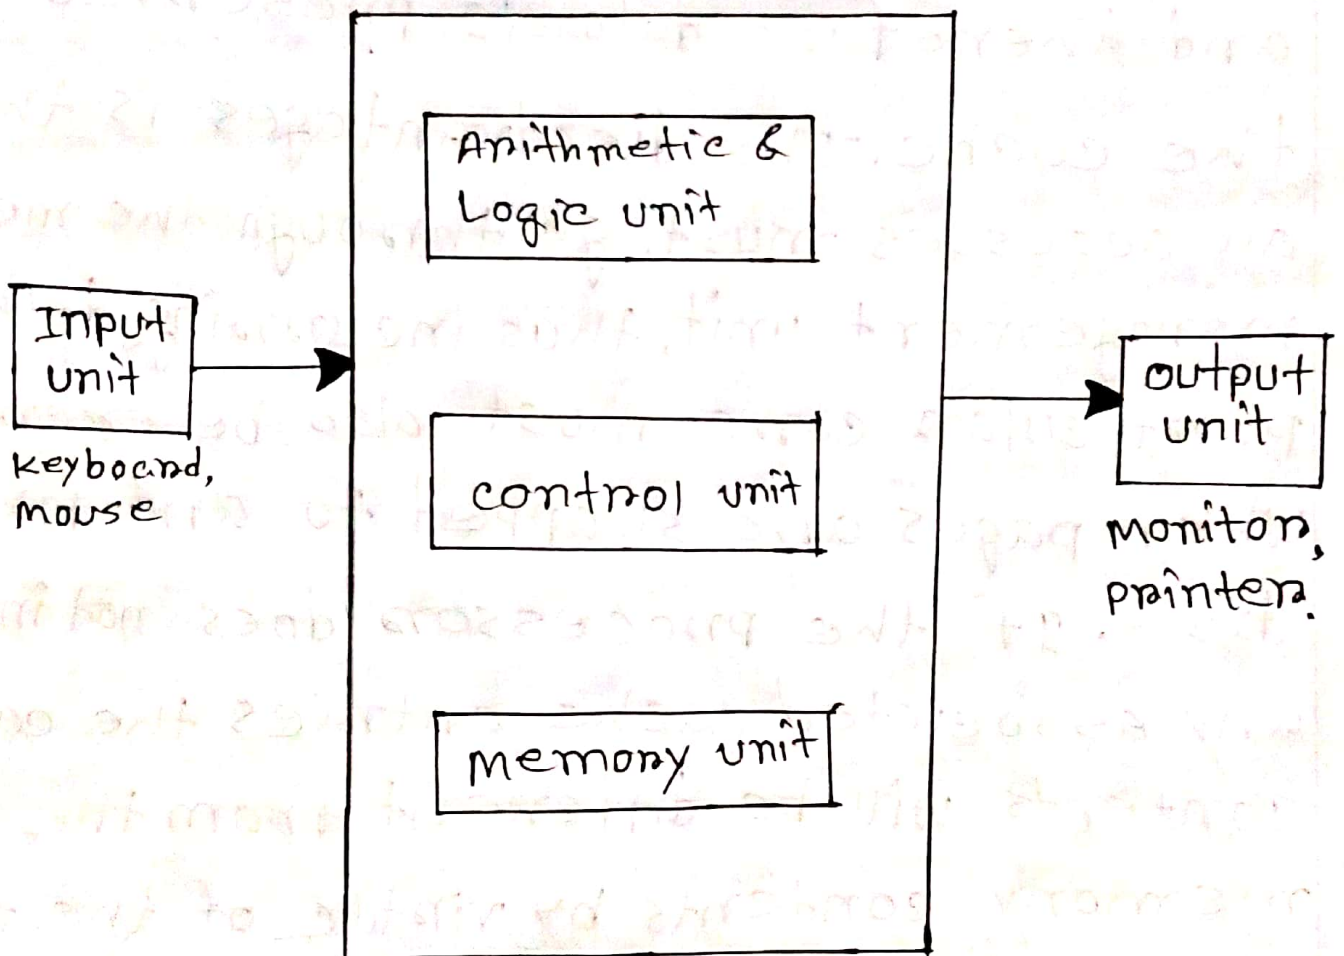 Arithmetic &
Logic unit
Input
unit
keyboard,
mouse
control unit
output
unit
monitor,
printer.
memory unit